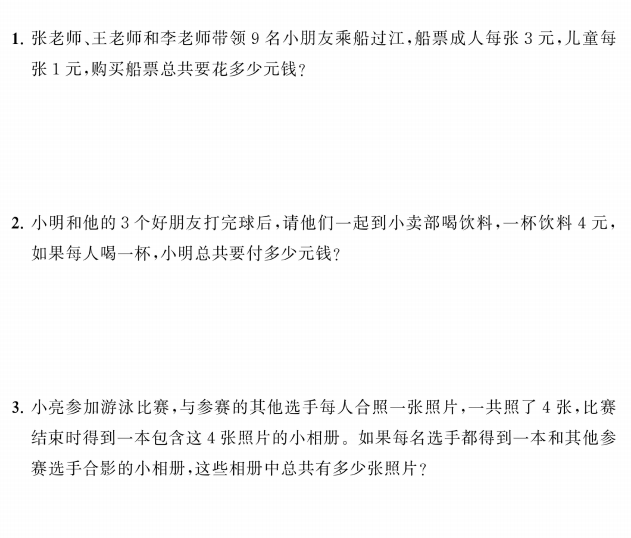 1. 张老师、王老师和李老师带领 9 名小朋友乘船过江,船票成人每张 3 元,儿童每
张 1 元,购买船票总共要花多少元钱?
2. 小明和他的 3 个好朋友打完球后,请他们一起到小卖部喝饮料,一杯饮料 4 元,
如果每人喝一杯,小明总共要付多少元钱?
3. 小亮参加游泳比赛,与参赛的其他选手每人合照一张照片,一共照了 4 张,比赛
结束时得到一本包含这 4 张照片的小相册。如果每名选手都得到一本和其他参
赛选手合影的小相册,这些相册中总共有多少张照片?